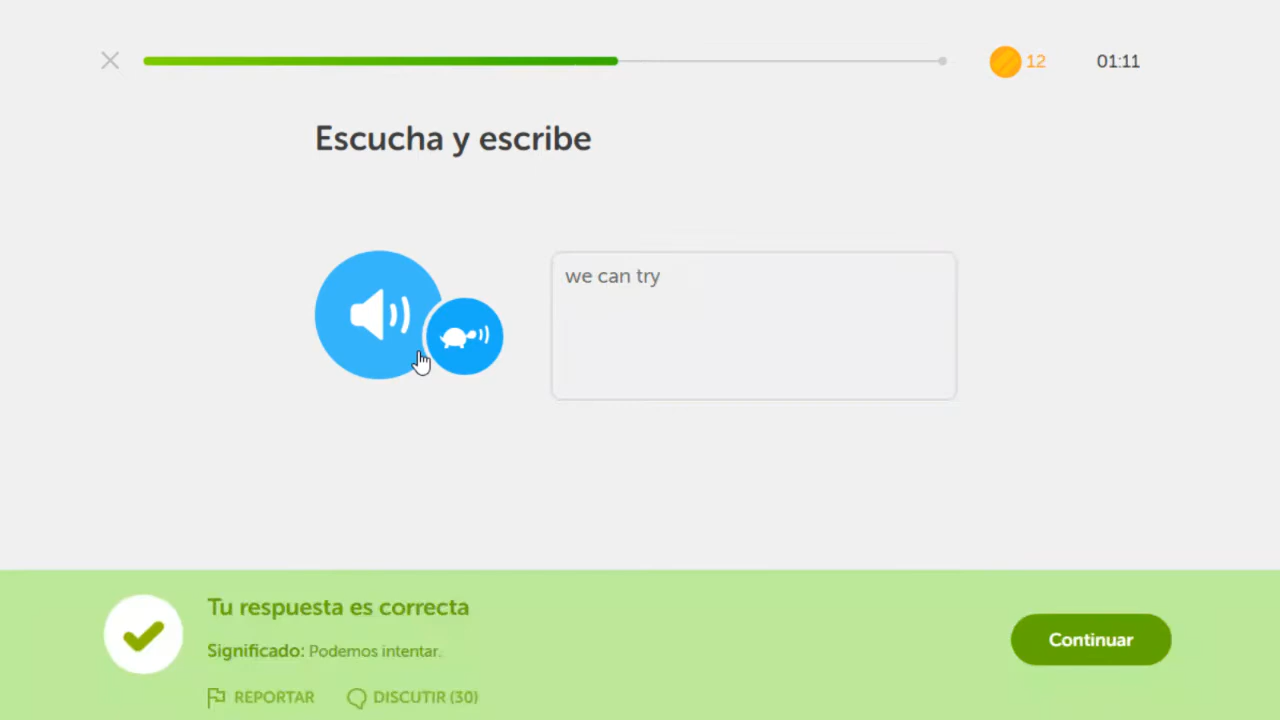 12
01:11
Escucha y escribe
we can try
Tu respuesta es correcta
Significado: Podemos intentar.
REPORTAR
DISCUTIR (30)
Continuar